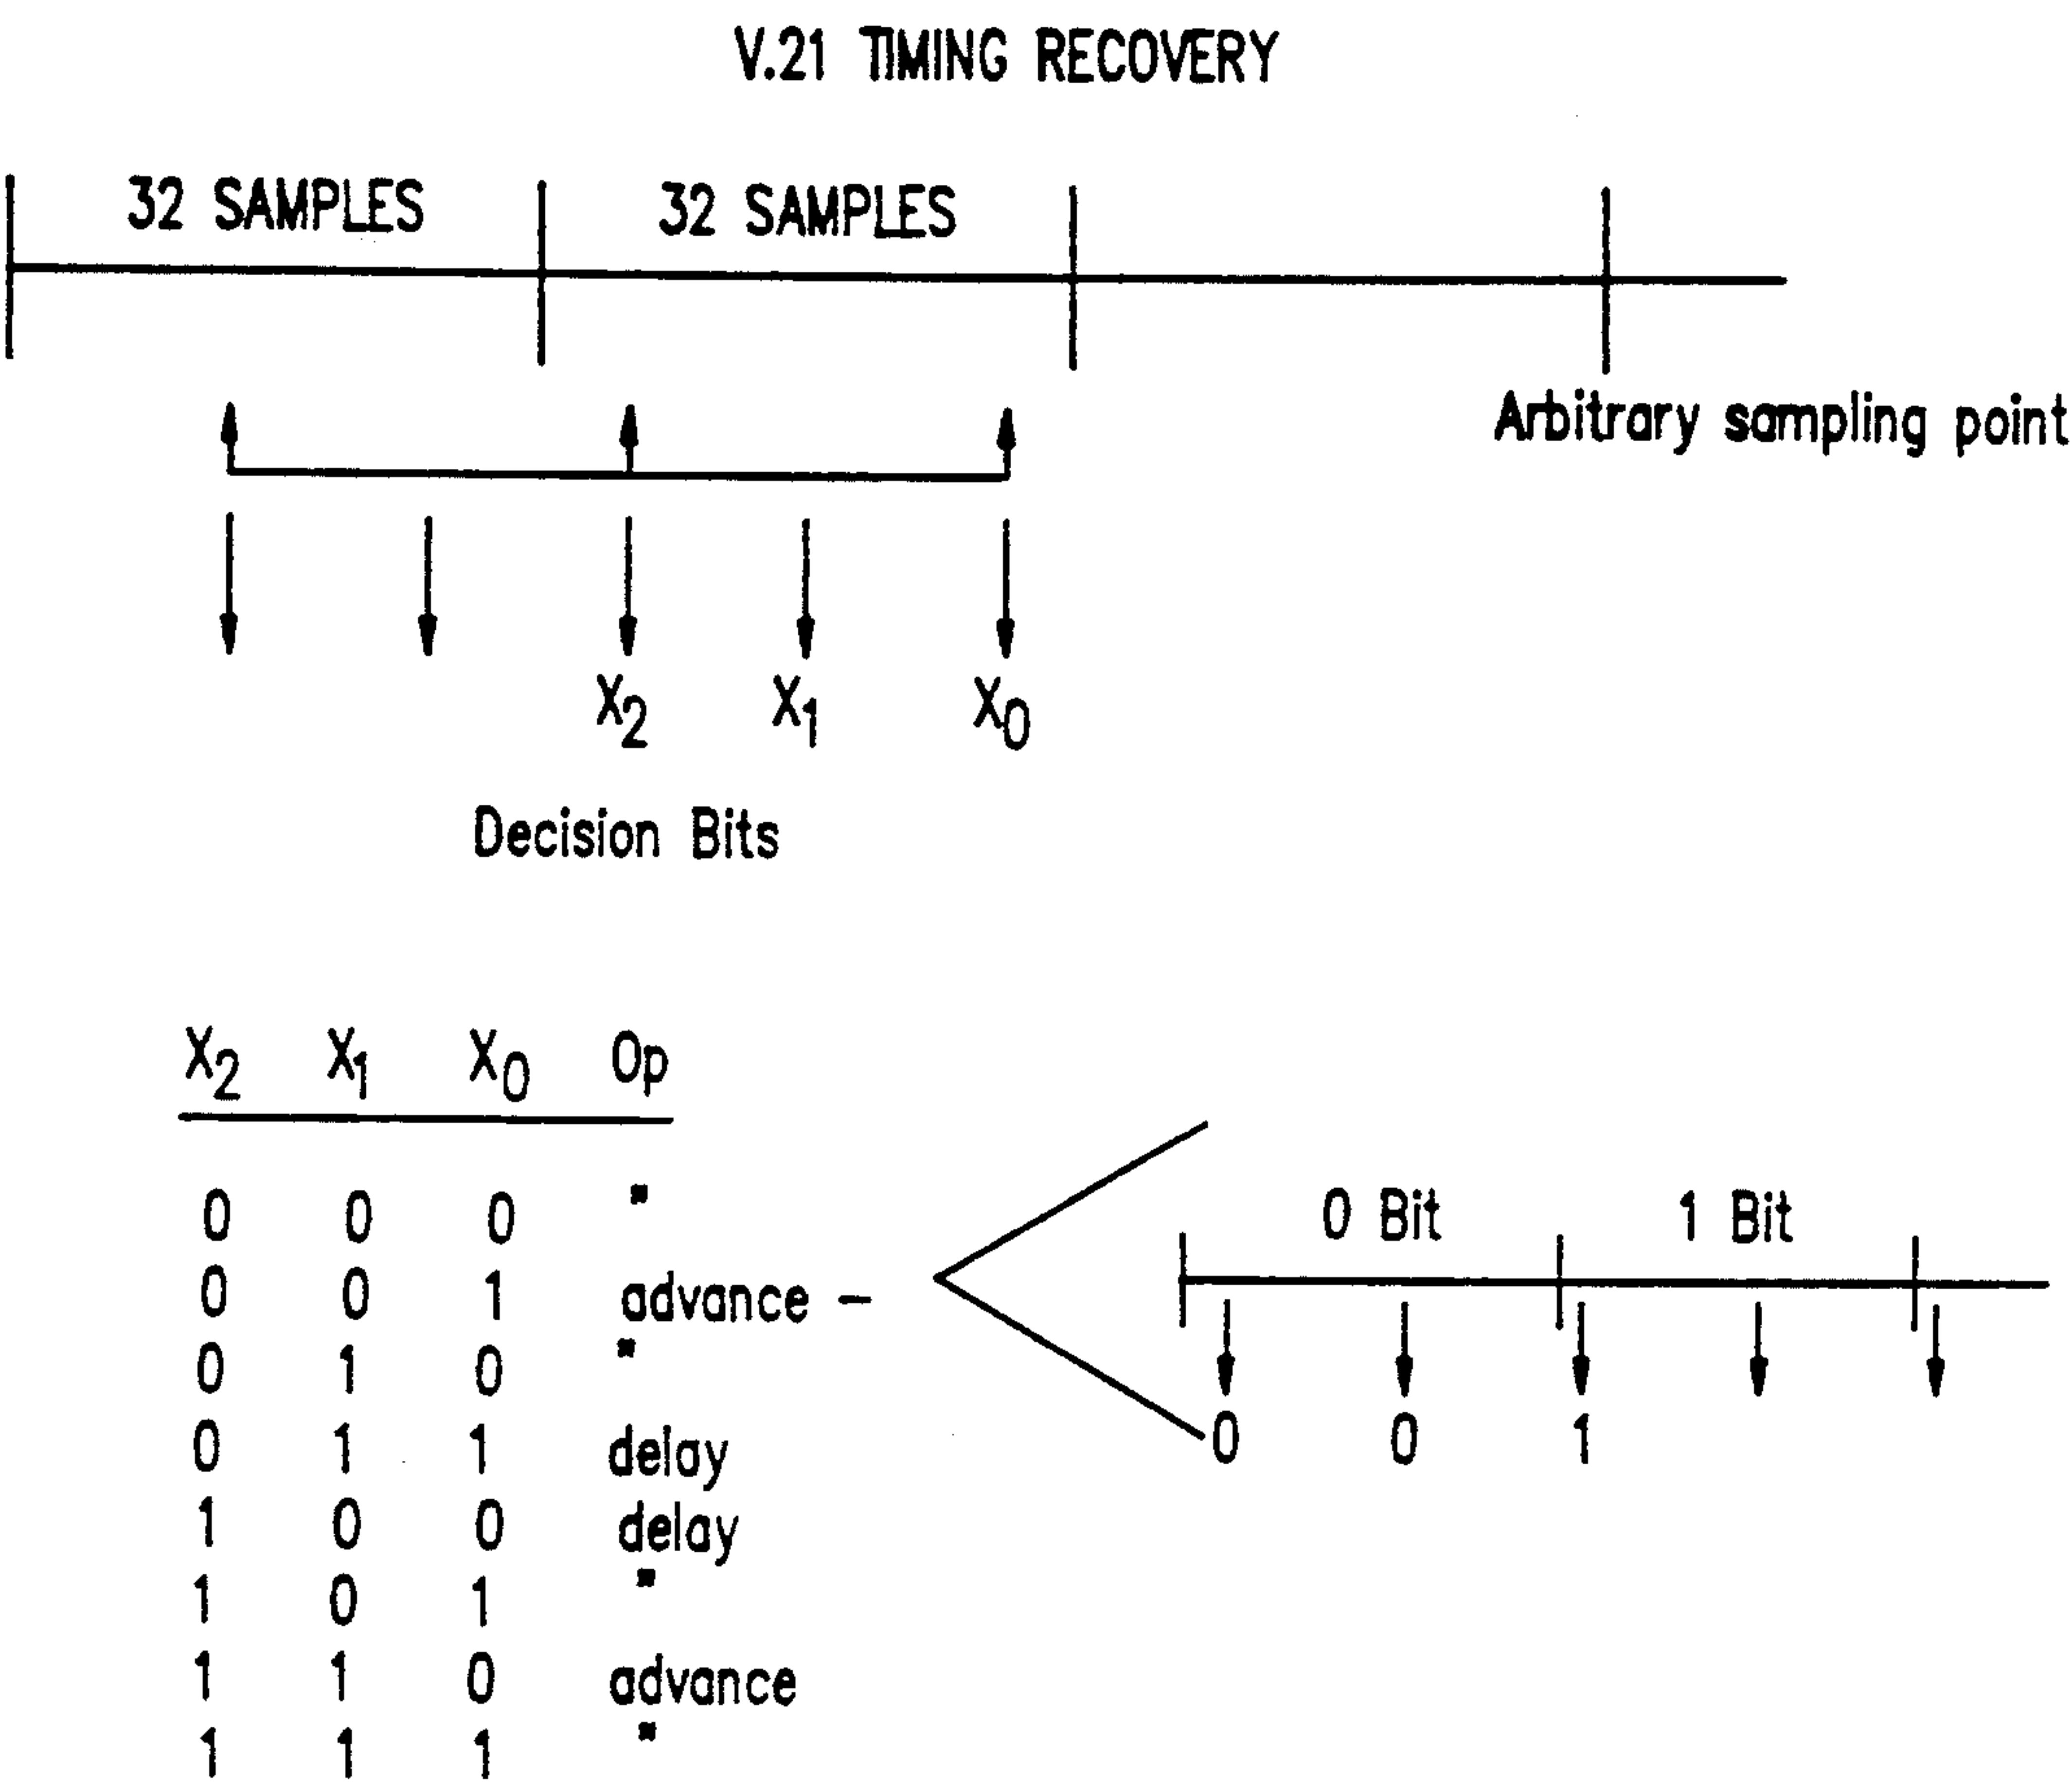 V.21 TIMING RECOVERY
32 SAMPLES 32 SAMPLES
Arbitrary sampling point
X2 X1 X0
Decision Bits
X2 X1 X0 Op
0 0 0 "
0 0 1 advance –
0 1 0 "
0 1 1 delay
1 0 0 delay
1 0 1 "
1 1 0 advance
1 1 1 "
0 Bit 1 Bit
0 0 1